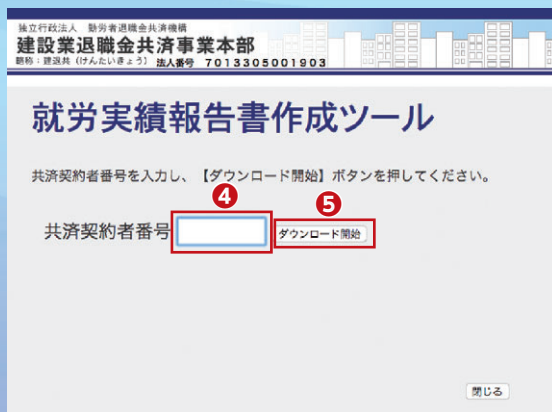 独立行政法人 勤労者退職金共済機構
建設業退職金共済事業本部
略称:建退共(けんたいきょう) 法人番号 7013305001903
就労実績報告書作成ツール
共済契約者番号を入力し、【ダウンロード開始】ボタンを押してください。
❹ ❺
共済契約者番号 ダウンロード開始
閉じる